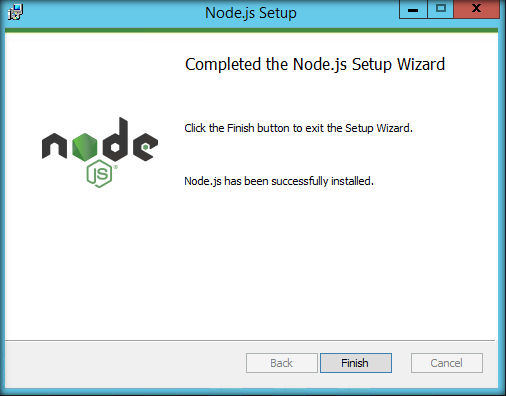 Node.js Setup
Completed the Node.js Setup Wizard
Click the Finish button to exit the Setup Wizard.
node
JS
Node.js has been successfully installed.
Back
Finish
Cancel